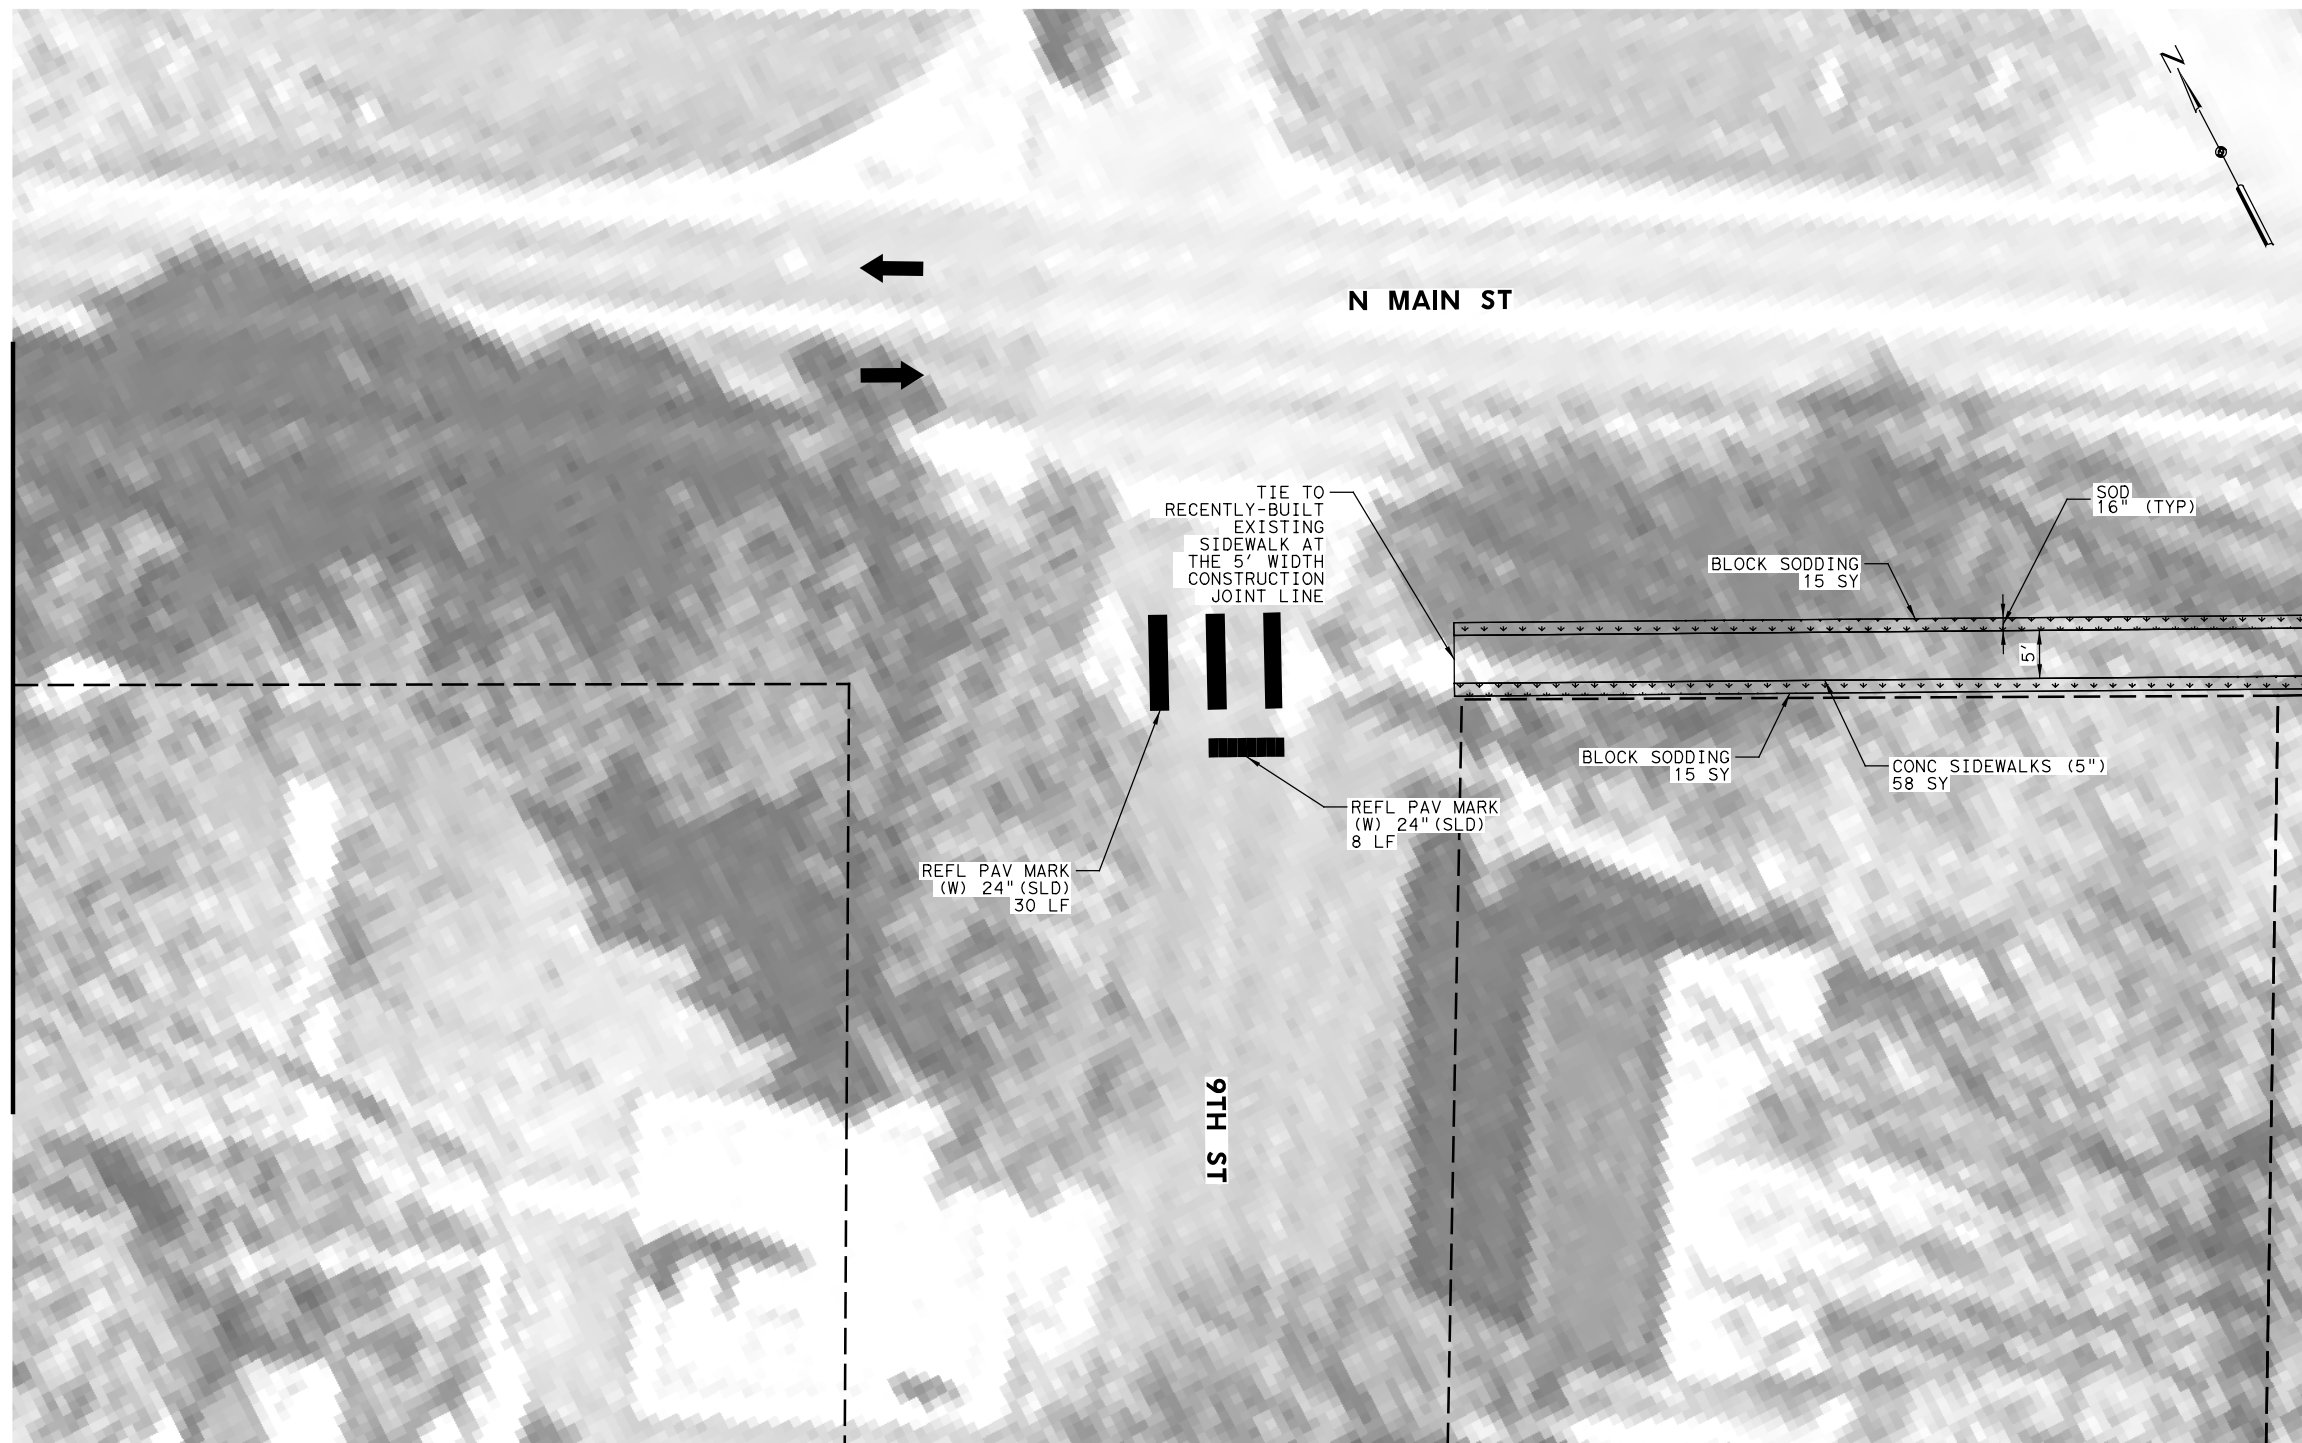 N
N MAIN ST
TIE TO
RECENTLY-BUILT
EXISTING
SIDEWALK AT
THE 5' WIDTH
CONSTRUCTION
JOINT LINE
SOD
16" (TYP)
BLOCK SODDING
15 SY
5'
BLOCK SODDING
15 SY
CONC SIDEWALKS (5")
58 SY
REFL PAV MARK
(W) 24"(SLD)
8 LF
REFL PAV MARK
(W) 24"(SLD)
30 LF
9TH ST